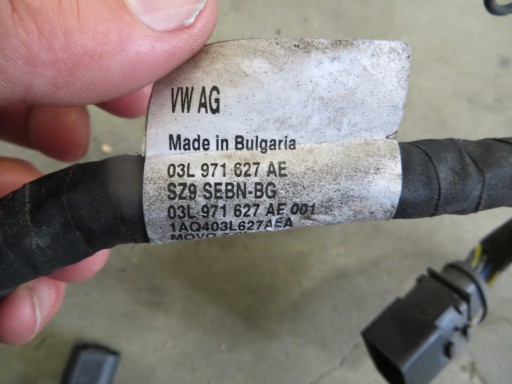 VW AG
Made in Bulgaria
03L 971 627 AE
SZ9 SEBN-BG
03L 971 627 AE 001
1AQ403L627AEA